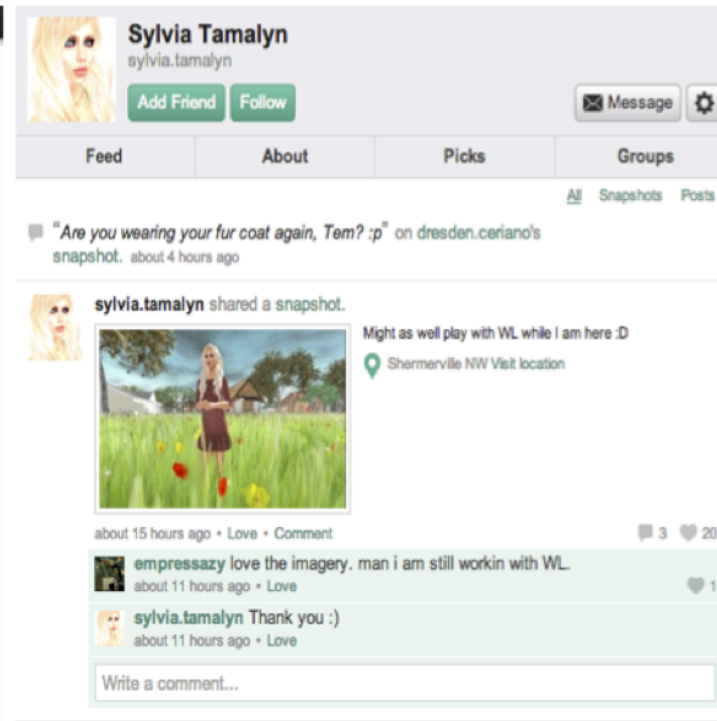 Sylvia Tamalyn
sylvia.tamalyn
Add Friend Follow Message
Feed About Picks Groups
All Snapshots Posts
"Are you wearing your fur coat again, Tem? :p" on dresden.ceriano's
snapshot. about 4 hours ago
sylvia.tamalyn shared a snapshot.
Might as well play with WL while I am here :D
Shermerville NW Visit location
about 15 hours ago • Love • Comment 3 20
empressazy love the imagery. man i am still workin with WL.
about 11 hours ago • Love 1
sylvia.tamalyn Thank you :)
about 11 hours ago • Love
Write a comment...